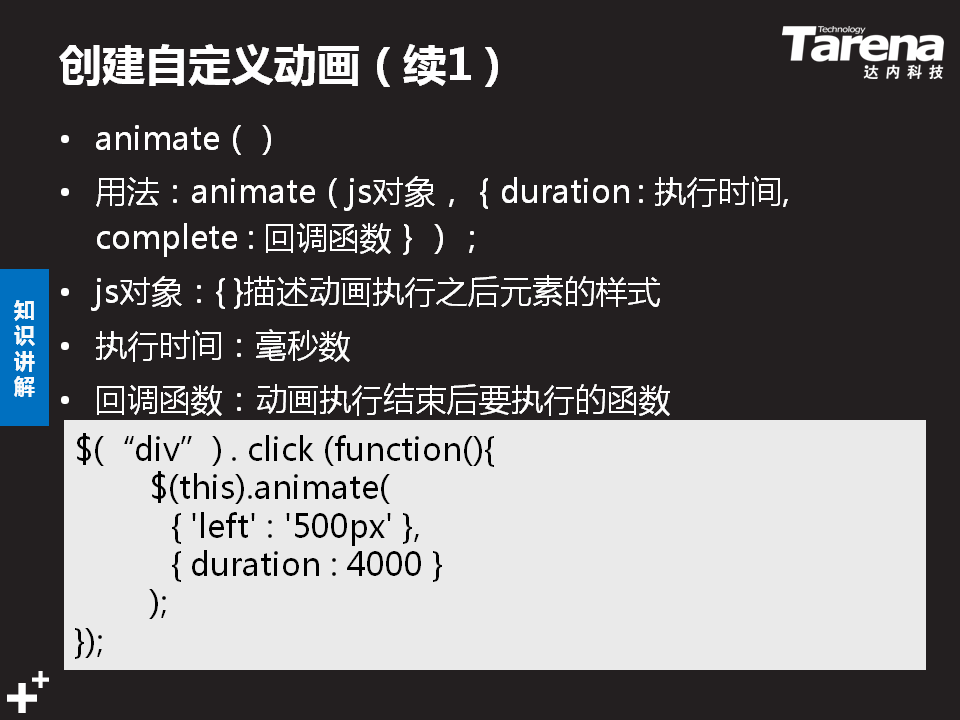 创建自定义动画（续1）
Technology
Tarena
达内科技
• animate（ ）
• 用法：animate（js对象，｛duration : 执行时间,
complete : 回调函数｝）；
• js对象：{ }描述动画执行之后元素的样式
• 执行时间：毫秒数
• 回调函数：动画执行结束后要执行的函数
知识讲解
$(“div”) . click (function(){
$(this).animate(
{ 'left' : '500px' },
{ duration : 4000 }
);
});